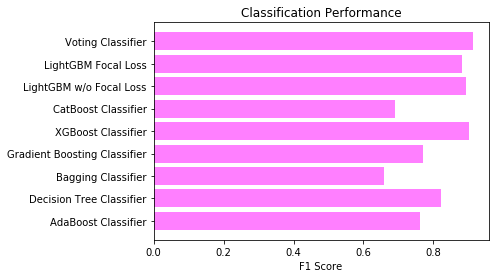 Classification Performance
Voting Classifier
LightGBM Focal Loss
LightGBM w/o Focal Loss
CatBoost Classifier
XGBoost Classifier
Gradient Boosting Classifier
Bagging Classifier
Decision Tree Classifier
AdaBoost Classifier
0.0 0.2 0.4 0.6 0.8
F1 Score